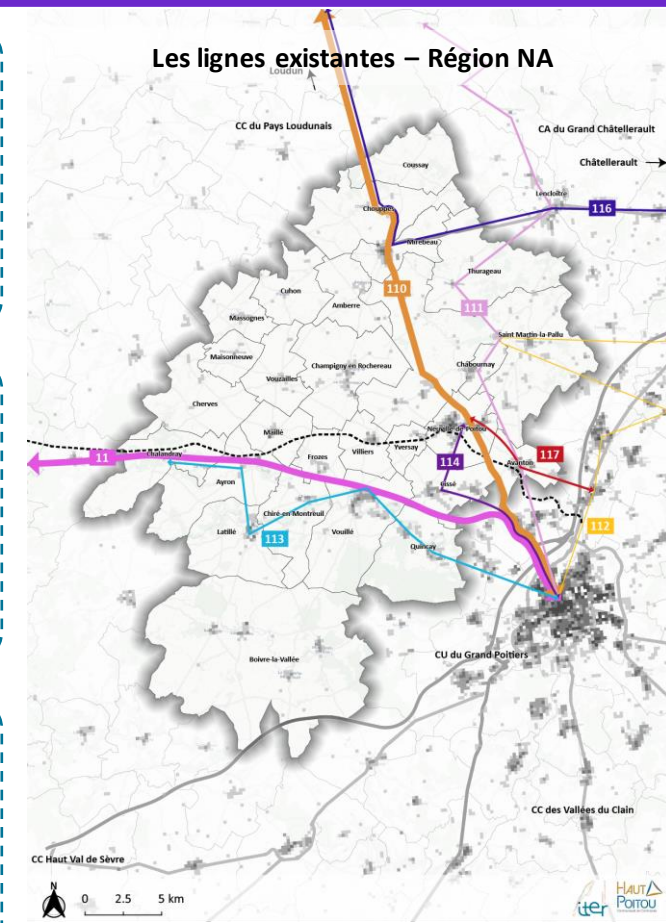 Les lignes existantes – Région NA
Loudun
CC du Pays Loudunais
CA du Grand Châtellerault
Châtellerault
Coussay
Lencloître
Chouppes
116
Mirebeau
Thurageau
Cuhon
110
111
Amberre
Massognes
Saint Martin-la-Pallu
Maisonneuve
Champigny en Rochereau
Chabournay
Vouzailles
Cherves
Maillé
Neuville-de-Poitou
Villiers
Yversay
117
11
Chalandray
Frozes
114
Avanton
Ayron
Cissé
Chiré-en-Montreuil
112
Latillé
113
Vouillé
Quinçay
CU du Grand Poitiers
Boivre-la-Vallée
CC des Vallées du Clain
CC Haut Val de Sèvre
N
0 2.5 5 km
iter
HAUT
POITOU